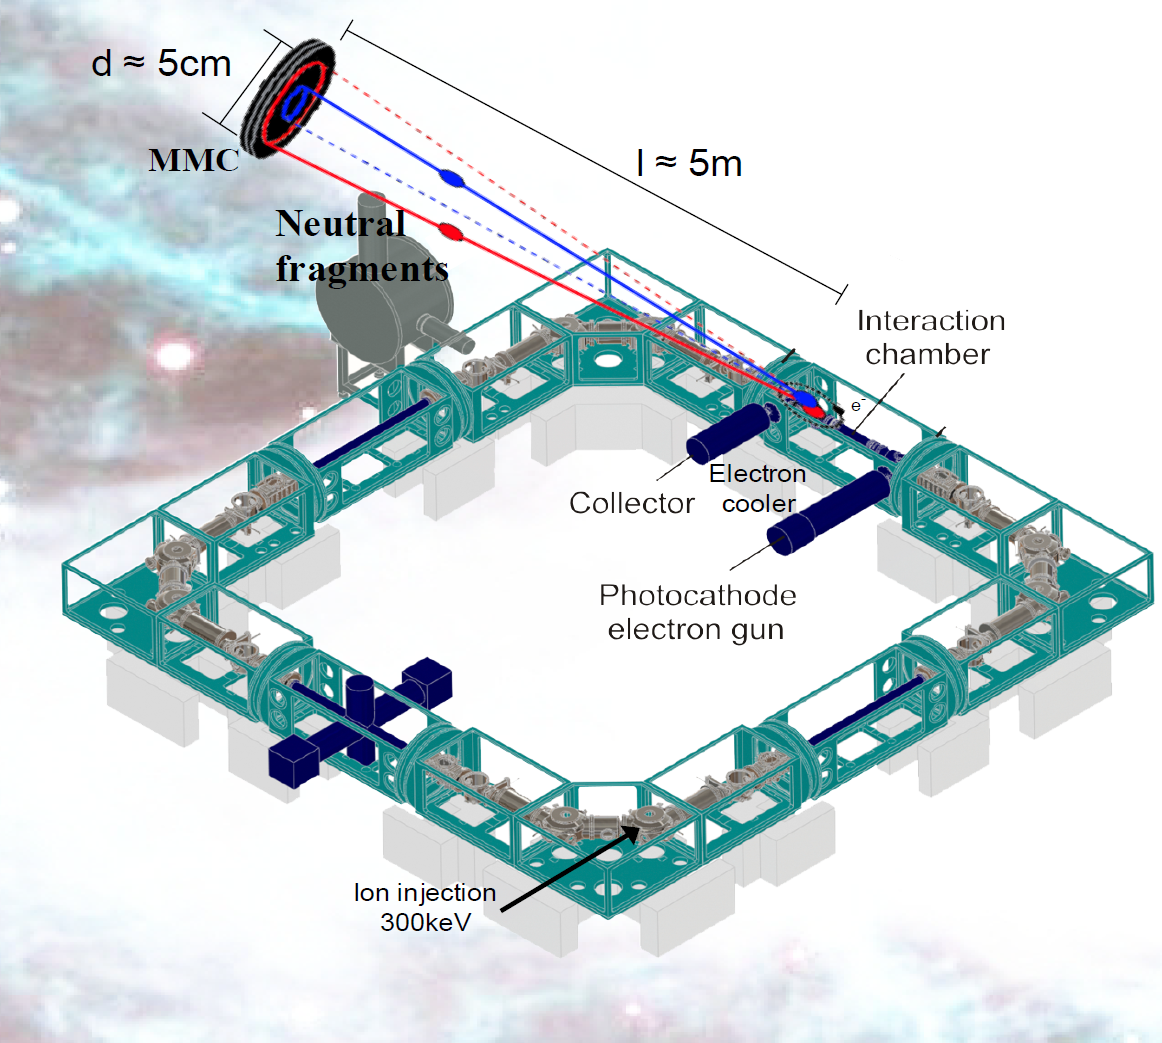 d ≈ 5cm
MMC
l ≈ 5m
Neutral
fragments
Interaction
chamber
e-
Electron
cooler
Collector
Photocathode
electron gun
Ion injection
300keV